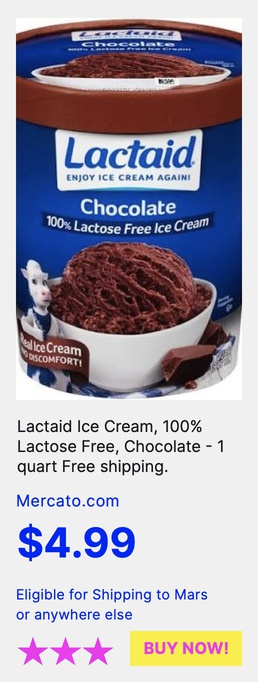 Lactaid
Chocolate
100% Lactose Free Ice Cream
Lactaid
ENJOY ICE CREAM AGAIN!
Chocolate
100% Lactose Free Ice Cream
Real Ice Cream
NO DISCOMFORT!
Lactaid Ice Cream, 100%
Lactose Free, Chocolate - 1
quart Free shipping.
Mercato.com
$4.99
Eligible for Shipping to Mars
or anywhere else
BUY NOW!